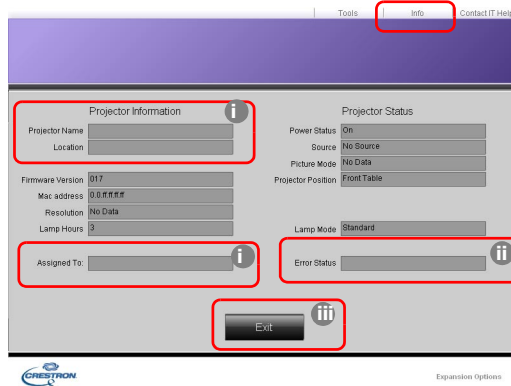 Tools Info Contact IT Help
Projector Information
i
Projector Status
Projector Name
Location
Power Status On
Source No Source
Picture Mode No Data
Projector Position Front Table
Firmware Version 017
Mac address 0.0.ff.ff.ff.ff
Resolution No Data
Lamp Hours 3
Lamp Mode Standard
Assigned To:
i
Error Status
ii
Exit
iii
CRESTRON
Expansion Options